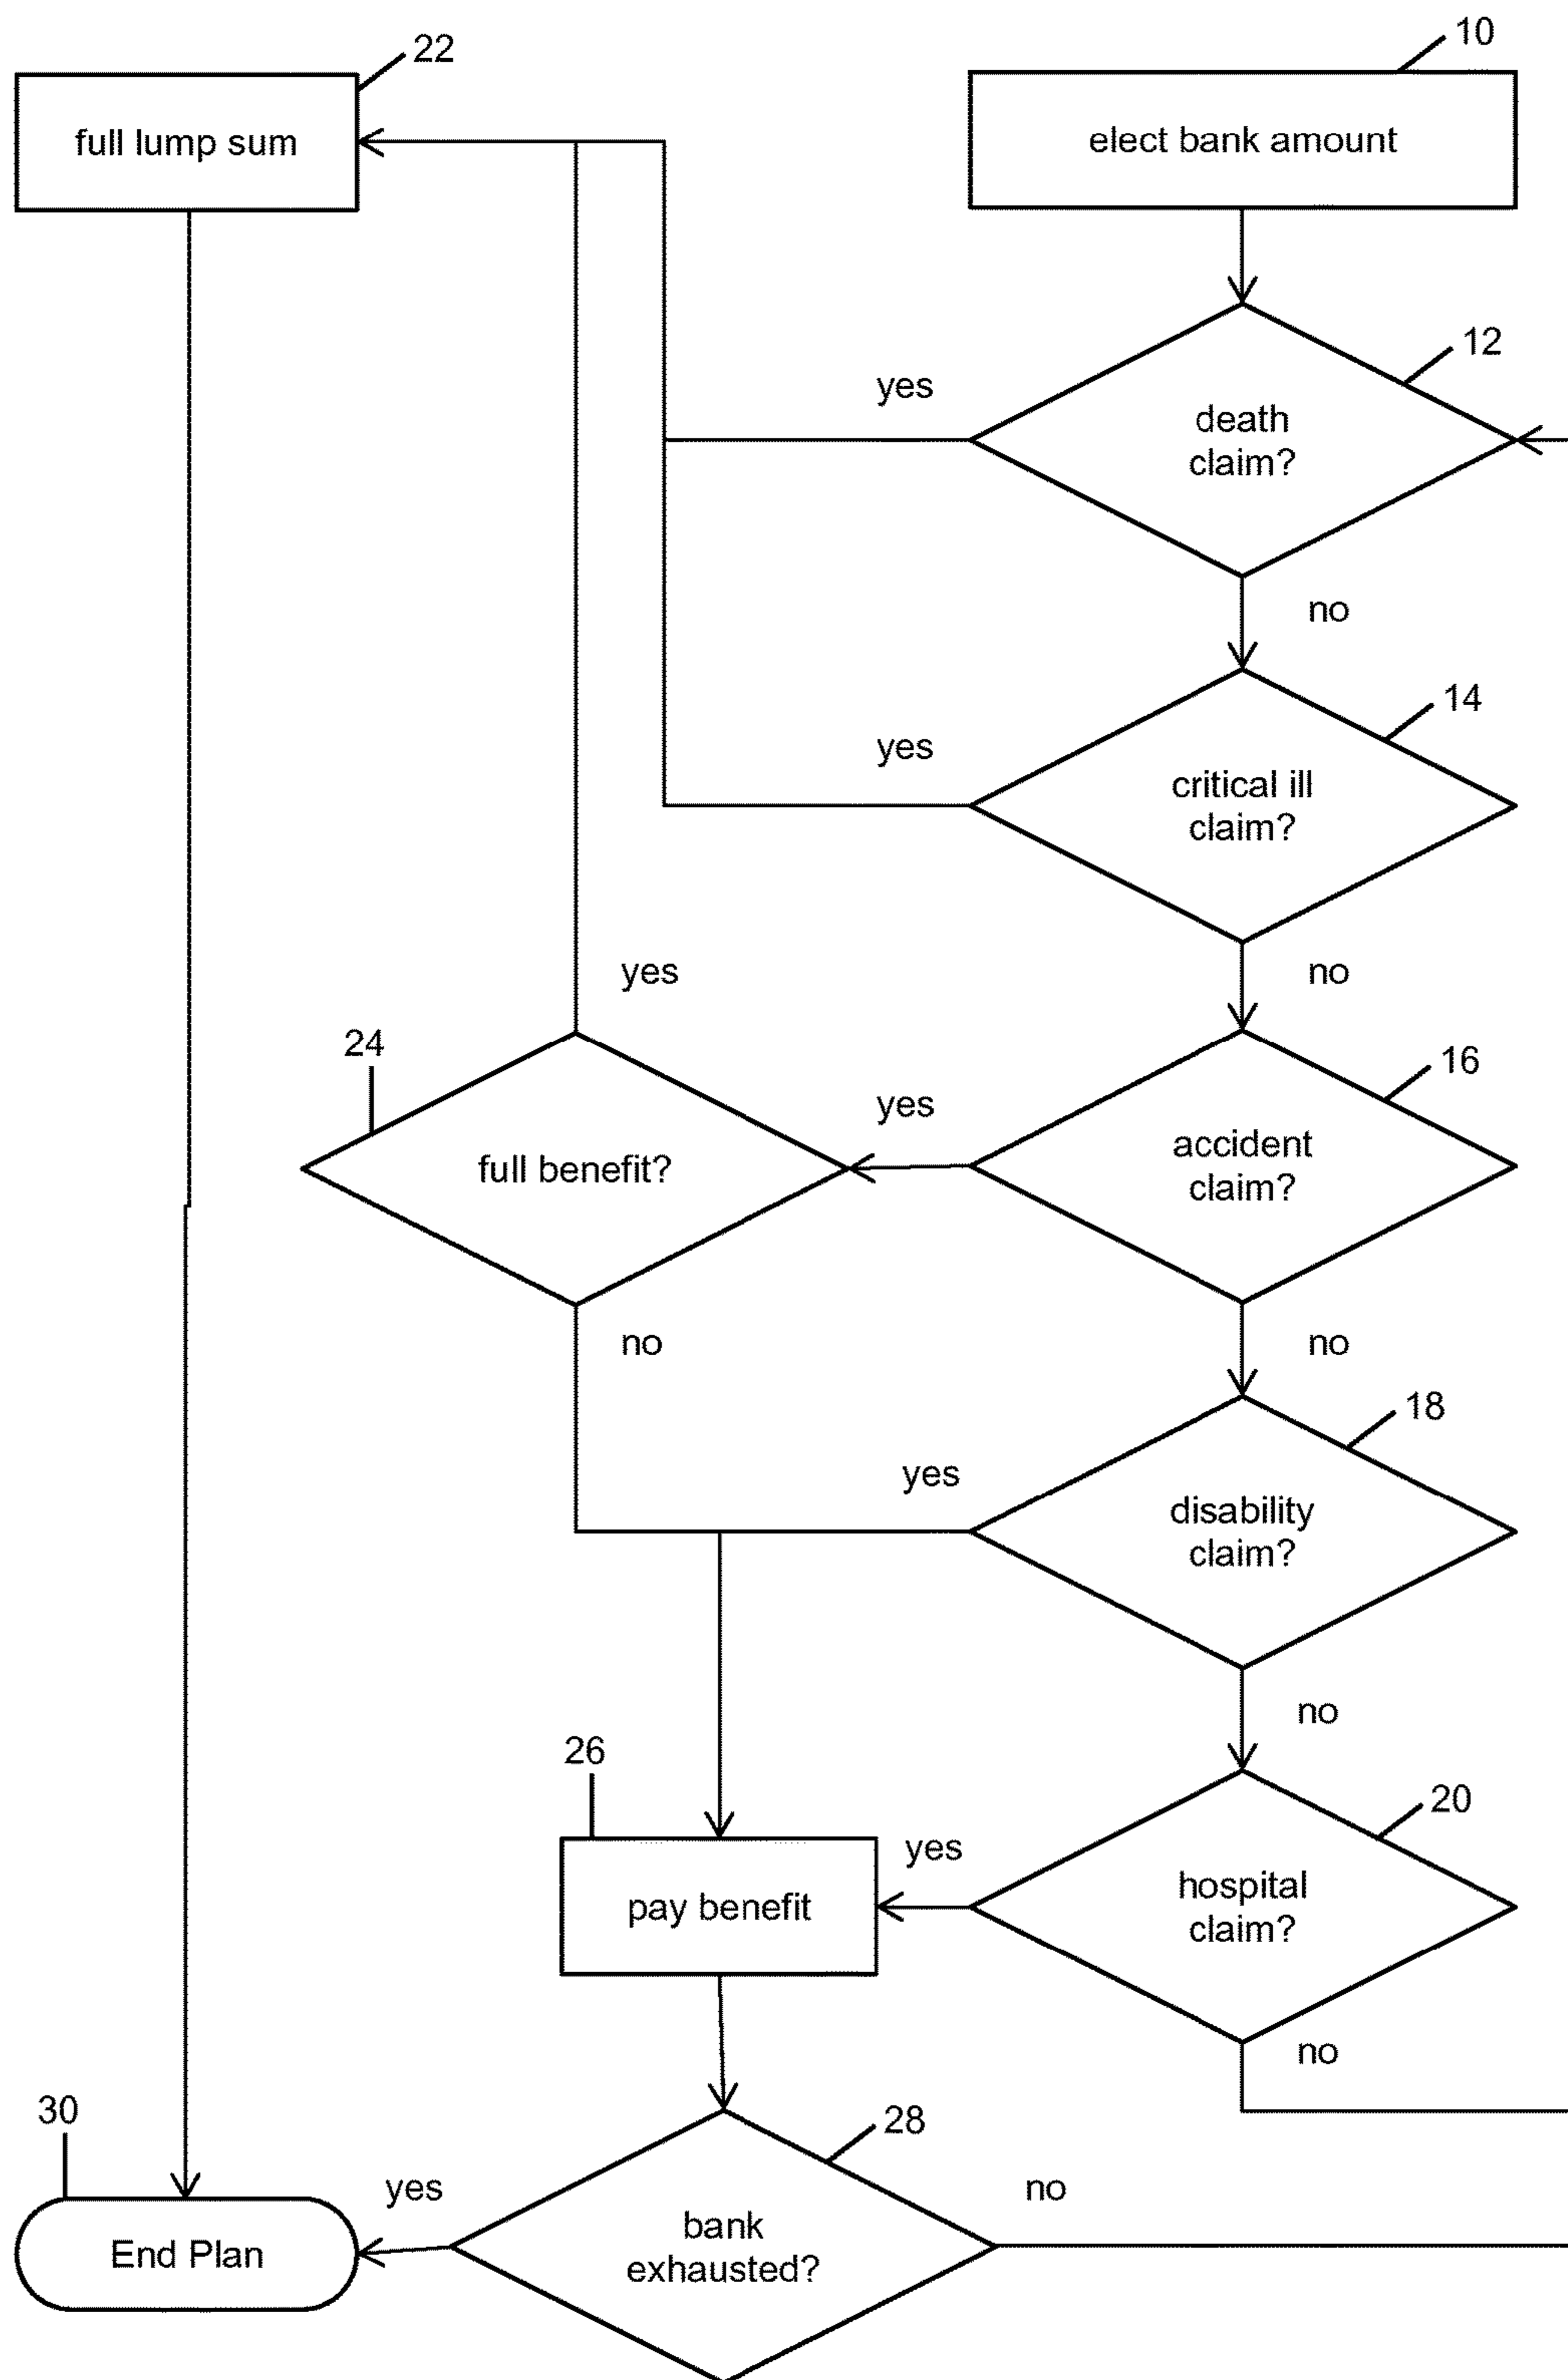 22
10
full lump sum
elect bank amount
12
yes
death
claim?
no
14
yes
critical ill
claim?
yes
no
24
16
yes
full benefit?
accident
claim?
no
no
18
yes
disability
claim?
no
26
20
yes
pay benefit
hospital
claim?
no
30
28
yes
no
End Plan
bank
exhausted?